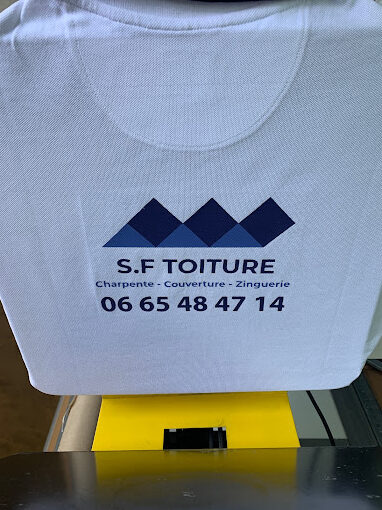 S.F TOITURE
Charpente - Couverture - Zinguerie
06 65 48 47 14